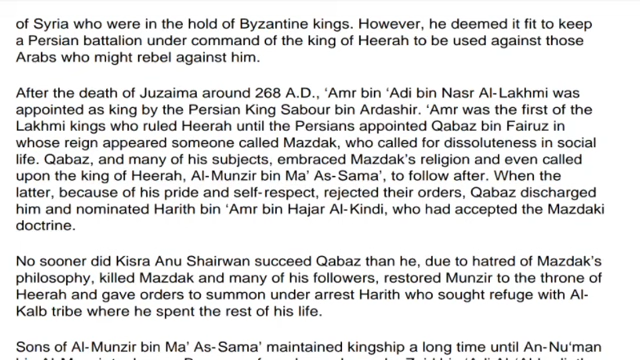 of Syria who were in the hold of Byzantine kings. However, he deemed it fit to keep
a Persian battalion under command of the king of Heerah to be used against those
Arabs who might rebel against him.
After the death of Juzaima around 268 A.D., ‘Amr bin ‘Adi bin Nasr Al-Lakhmi was
appointed as king by the Persian King Sabour bin Ardashir. ‘Amr was the first of the
Lakhmi kings who ruled Heerah until the Persians appointed Qabaz bin Fairuz in
whose reign appeared someone called Mazdak, who called for dissoluteness in social
life. Qabaz, and many of his subjects, embraced Mazdak’s religion and even called
upon the king of Heerah, Al-Munzir bin Ma’ As-Sama’, to follow after. When the
latter, because of his pride and self-respect, rejected their orders, Qabaz discharged
him and nominated Harith bin ‘Amr bin Hajar Al-Kindi, who had accepted the Mazdaki
doctrine.
No sooner did Kisra Anu Shairwan succeed Qabaz than he, due to hatred of Mazdak’s
philosophy, killed Mazdak and many of his followers, restored Munzir to the throne of
Heerah and gave orders to summon under arrest Harith who sought refuge with Al-
Kalb tribe where he spent the rest of his life.
Sons of Al-Munzir bin Ma’ As-Sama’ maintained kingship a long time until An-Nu’man